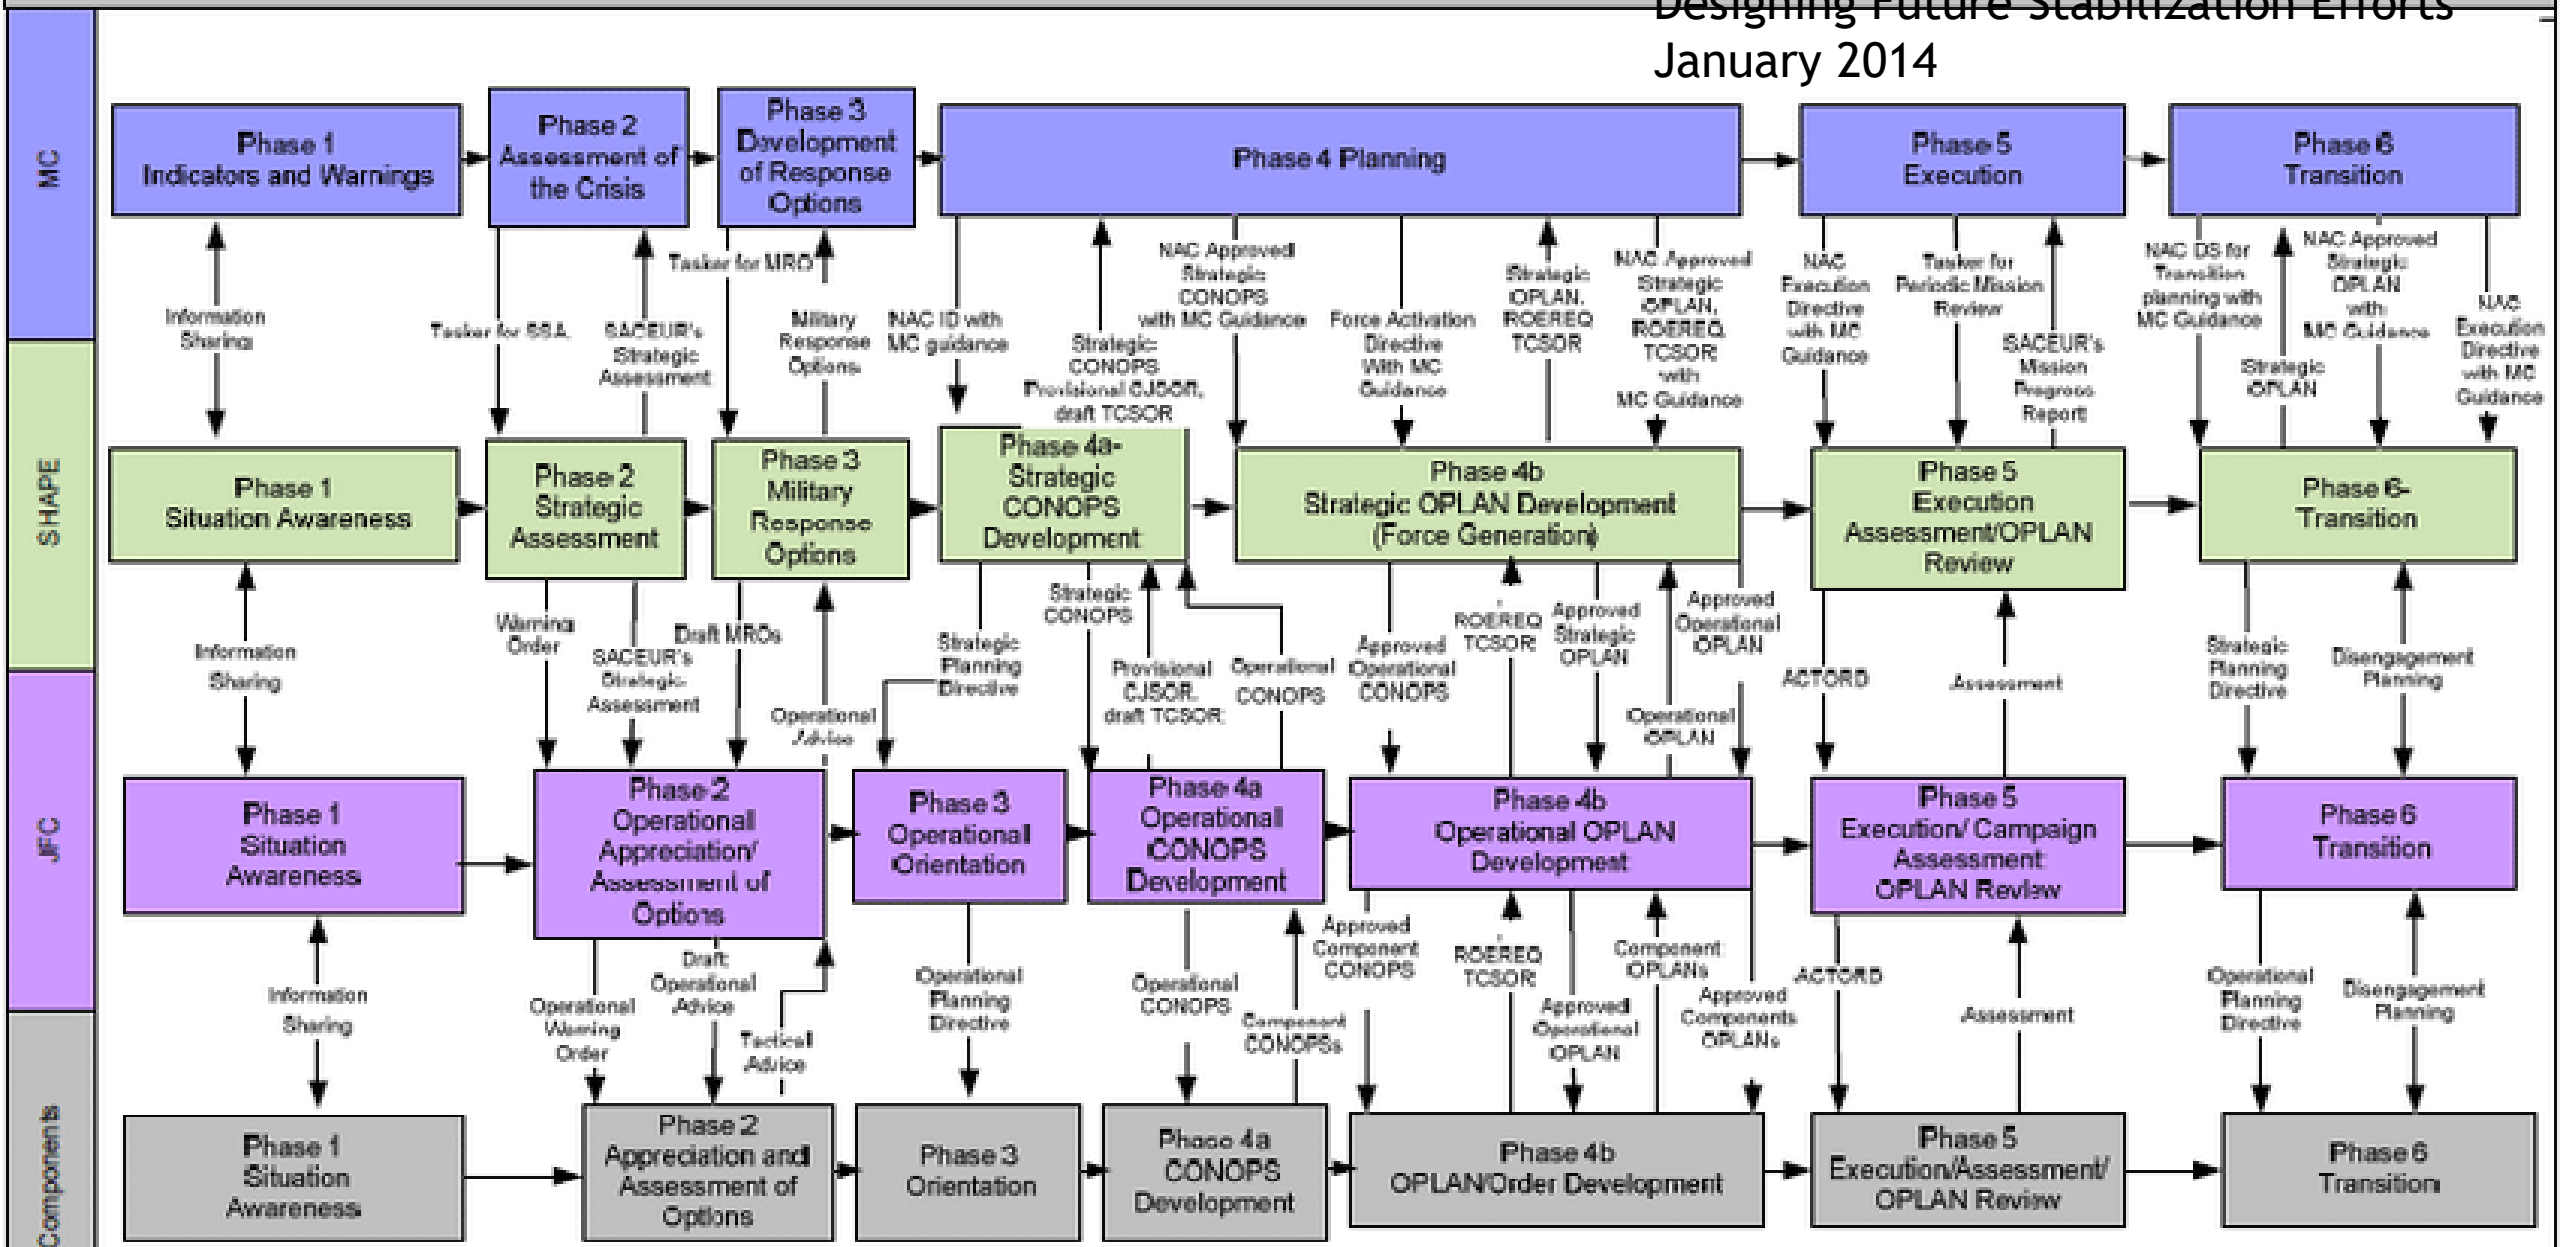 Designing Future Stabilization Efforts
January 2014
MC
Phase 1
Indicators and Warnings
Phase 2
Assessment of
the Crisis
Phase 3
Development
of Response
Options
Phase 4 Planning
Phase 5
Execution
Phase 6
Transition
Information
Sharing
Tasker for SSA
SACEUR's
Strategic
Assessment
Tasker for MRO
Military
Response
Options
NAC ID with
MC guidance
Strategic
CONOPS
Provisional CJSOR,
draft TCSOR
NAC Approved
Strategic
CONOPS
with MC Guidance
Force Activation
Directive
With MC
Guidance
Strategic
OPLAN,
ROEREQ
TCSOR
NAC Approved
Strategic
OPLAN,
ROEREQ,
TCSOR
with
MC Guidance
NAC
Execution
Directive
with MC
Guidance
Tasker for
Periodic Mission
Review
SACEUR's
Mission
Progress
Report
NAC DS for
Transition
planning with
MC Guidance
Strategic
OPLAN
NAC Approved
Strategic
OPLAN
with
MC Guidance
NAC
Execution
Directive
with MC
Guidance
SHAPE
Phase 1
Situation Awareness
Phase 2
Strategic
Assessment
Phase 3
Military
Response
Options
Phase 4a-
Strategic
CONOPS
Development
Phase 4b
Strategic OPLAN Development
(Force Generation)
Phase 5
Execution
Assessment/OPLAN
Review
Phase 6-
Transition
Information
Sharing
Warning
Order
SACEUR's
Strategic
Assessment
Draft MROs
Operational
Advice
Strategic
Planning
Directive
Strategic
CONOPS
Provisional
CJSOR,
draft TCSOR
Operational
CONOPS
Approved
Operational
CONOPS
ROEREQ
TCSOR
Approved
Strategic
OPLAN
Operational
OPLAN
Approved
Operational
OPLAN
ACTORD
Assessment
Strategic
Planning
Directive
Disengagement
Planning
JFC
Phase 1
Situation
Awareness
Phase 2
Operational
Appreciation/
Assessment of
Options
Phase 3
Operational
Orientation
Phase 4a
Operational
CONOPS
Development
Phase 4b
Operational OPLAN
Development
Phase 5
Execution/ Campaign
Assessment
OPLAN Review
Phase 6
Transition
Information
Sharing
Operational
Warning
Order
Draft
Operational
Advice
Tactical
Advice
Operational
Planning
Directive
Operational
CONOPS
Component
CONOPSs
Approved
Component
CONOPS
ROEREQ
TCSOR
Approved
Operational
OPLAN
Component
OPLANs
Approved
Components
OPLANs
ACTORD
Assessment
Operational
Planning
Directive
Disengagement
Planning
Components
Phase 1
Situation
Awareness
Phase 2
Appreciation and
Assessment of
Options
Phase 3
Orientation
Phase 4a
CONOPS
Development
Phase 4b
OPLAN/Order Development
Phase 5
Execution/Assessment/
OPLAN Review
Phase 6
Transition